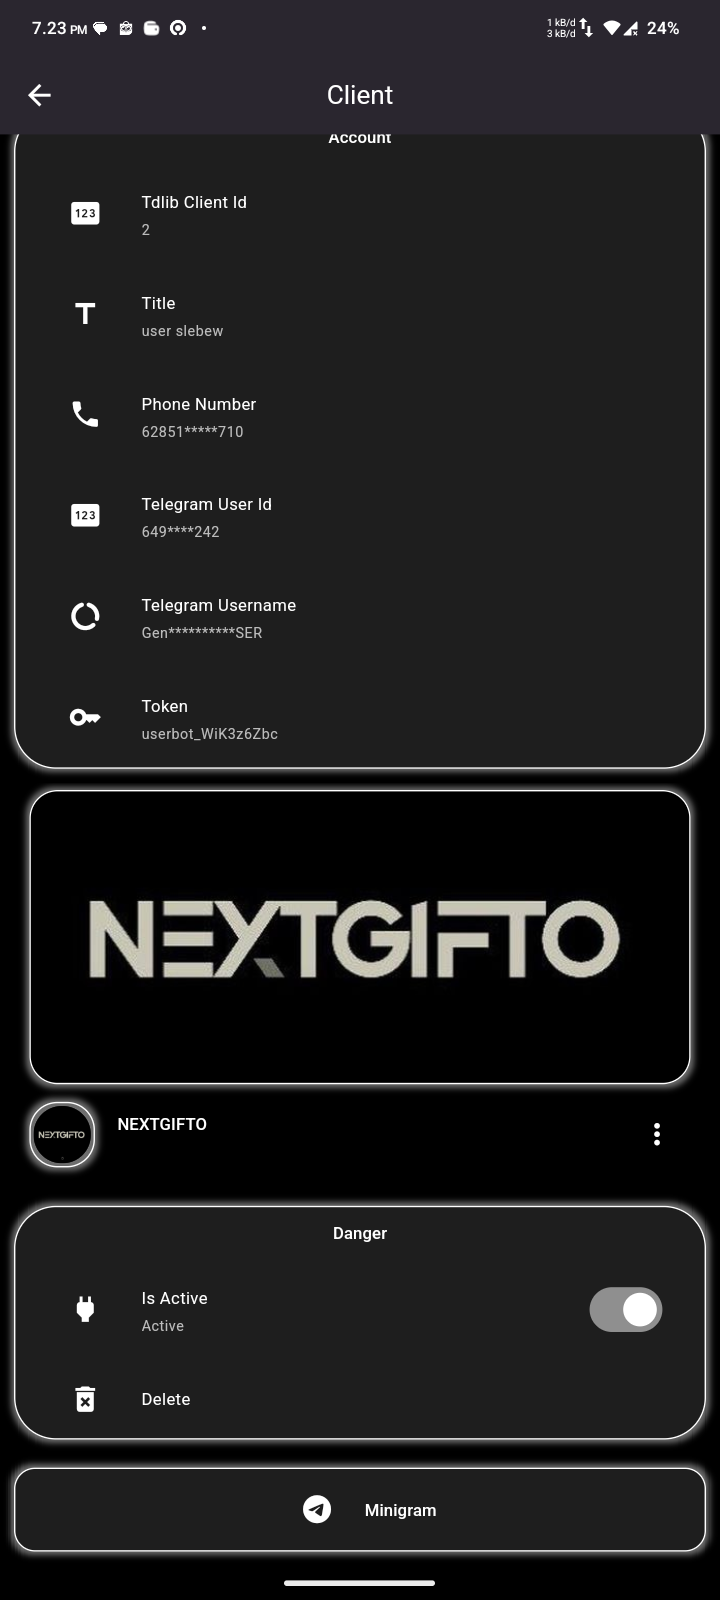 7.23 PM
1 kB/d
3 kB/d
24%
Client
Account
123
Tdlib Client Id
2
T
Title
user slebew
Phone Number
62851*****710
123
Telegram User Id
649****242
Telegram Username
Gen**********SER
Token
userbot_WiK3z6Zbc
NEXTGIFTO
NEXTGIFTO
NEXTGIFTO
Danger
Is Active
Active
Delete
Minigram